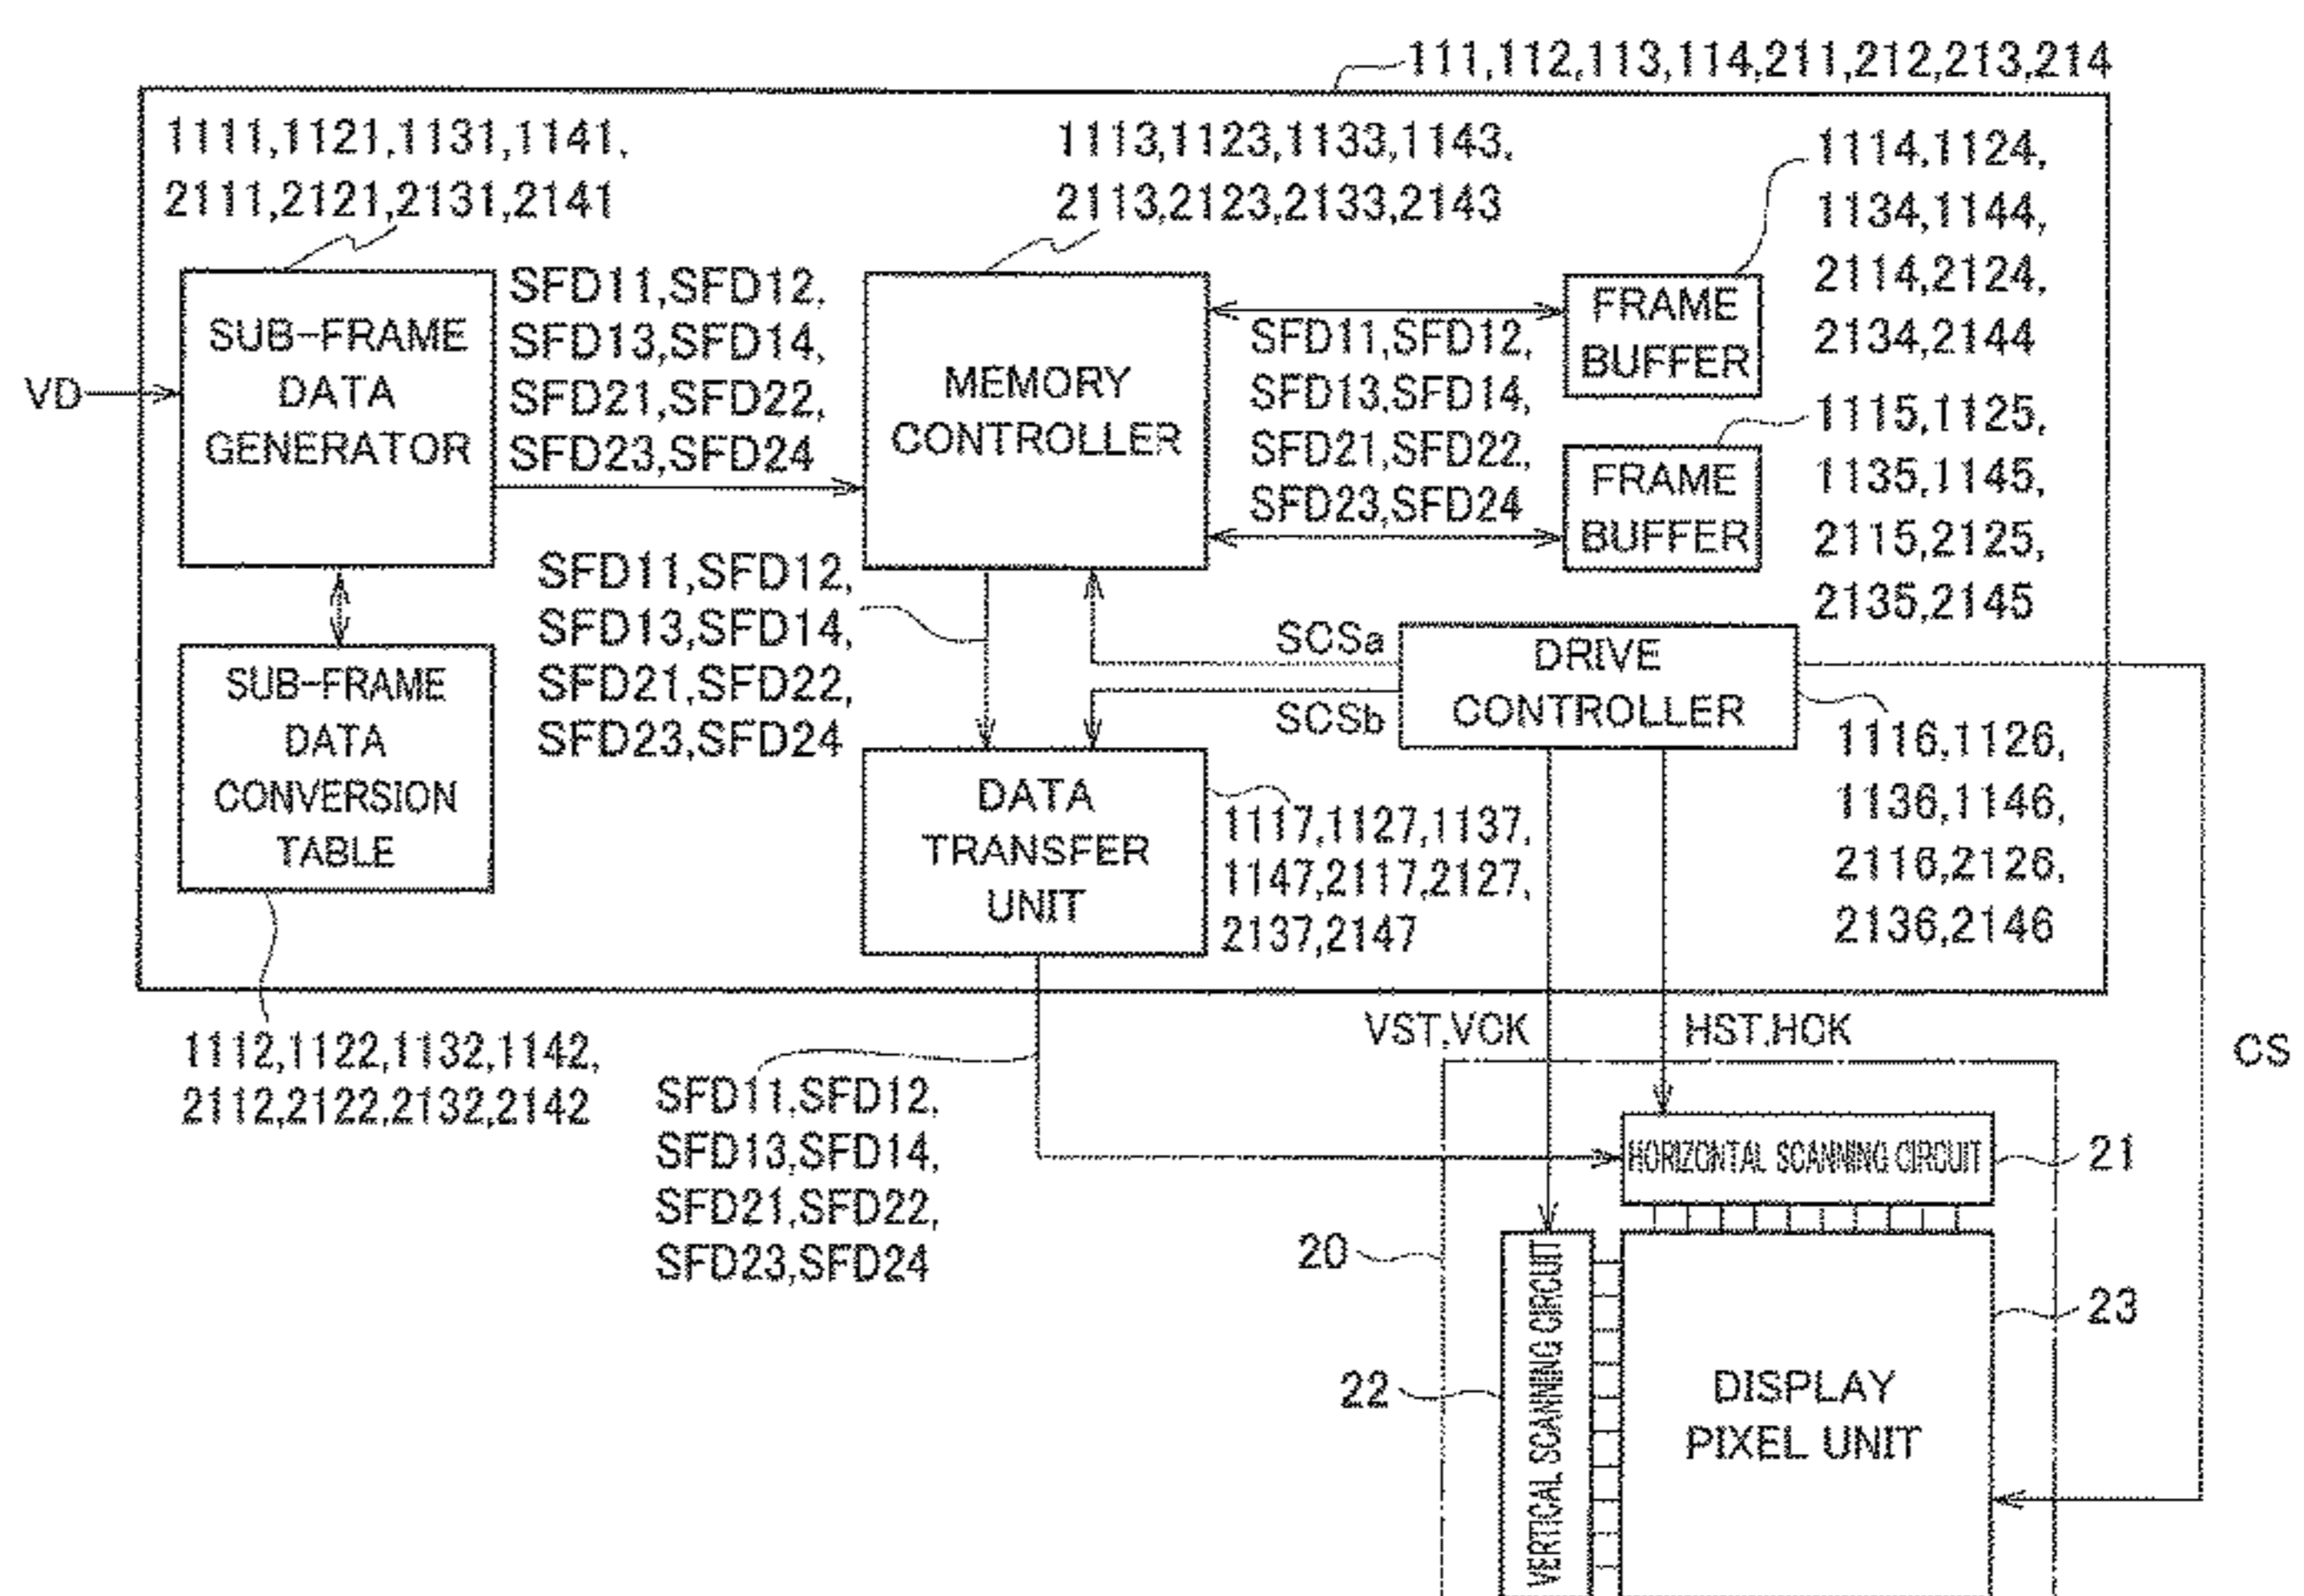 111,112,113,114,211,212,213,214
1111,1121,1131,1141,
2111,2121,2131,2141
1113,1123,1133,1143,
2113,2123,2133,2143
1114,1124,
1134,1144,
2114,2124,
2134,2144
VD
SUB-FRAME
DATA
GENERATOR
SFD11,SFD12,
SFD13,SFD14,
SFD21,SFD22,
SFD23,SFD24
MEMORY
CONTROLLER
SFD11,SFD12,
SFD13,SFD14,
SFD21,SFD22,
SFD23,SFD24
FRAME
BUFFER
FRAME
BUFFER
1115,1125,
1135,1145,
2115,2125,
2135,2145
SUB-FRAME
DATA
CONVERSION
TABLE
SFD11,SFD12,
SFD13,SFD14,
SFD21,SFD22,
SFD23,SFD24
SCSa
SCSb
DRIVE
CONTROLLER
1116,1126,
1136,1146,
2116,2126,
2136,2146
DATA
TRANSFER
UNIT
1117,1127,1137,
1147,2117,2127,
2137,2147
1112,1122,1132,1142,
2112,2122,2132,2142
SFD11,SFD12,
SFD13,SFD14,
SFD21,SFD22,
SFD23,SFD24
VST,VCK
HST,HCK
CS
HORIZONTAL SCANNING CIRCUIT
21
20
22
VERTICAL SCANNING CIRCUIT
23
DISPLAY
PIXEL UNIT